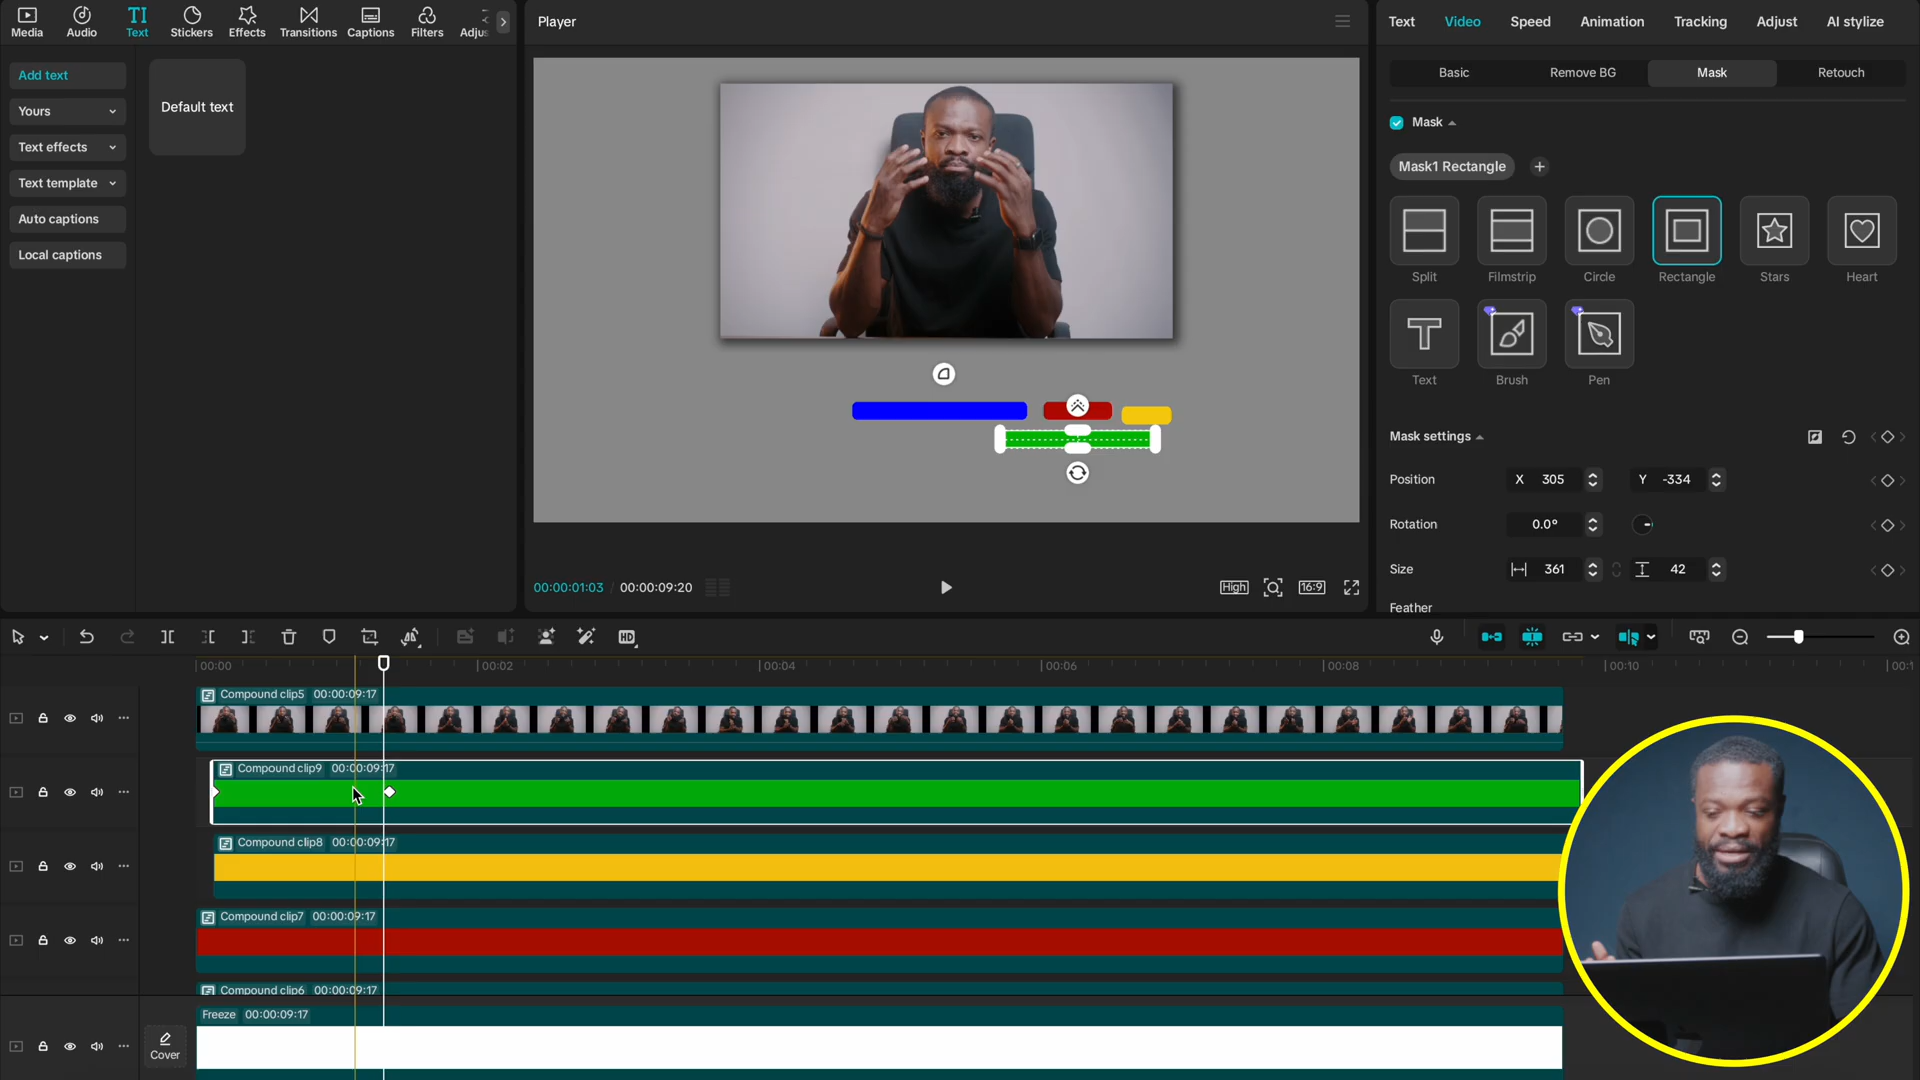 Media
Audio
Text
Stickers
Effects
Transitions
Captions
Filters
Adjus
Add text
Yours
Text effects
Text template
Auto captions
Local captions
Default text
Player
00:00:01:03 / 00:00:09:20
High
16:9
Text
Video
Speed
Animation
Tracking
Adjust
AI stylize
Basic
Remove BG
Mask
Retouch
Mask
Mask1 Rectangle
Split
Filmstrip
Circle
Rectangle
Stars
Heart
Text
Brush
Pen
Mask settings
Position X 305 Y -334
Rotation 0.0°
Size 361 42
Feather
HD
00:00 00:02 00:04 00:06 00:08 00:10 00:1
Compound clip5 00:00:09:17
Compound clip9 00:00:09:17
Compound clip8 00:00:09:17
Compound clip7 00:00:09:17
Compound clip6 00:00:09:17
Freeze 00:00:09:17
Cover